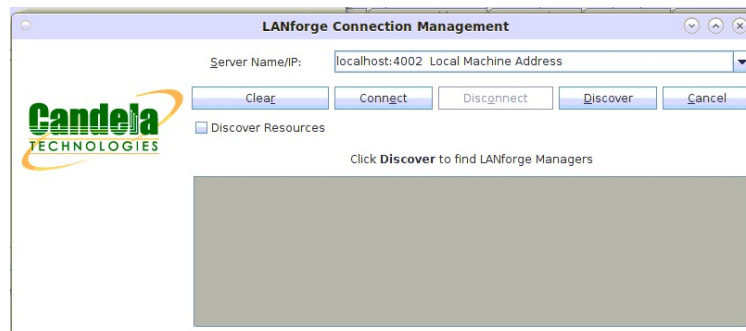 LANforge Connection Management
Server Name/IP: localhost:4002 Local Machine Address
Clear Connect Disconnect Discover Cancel
Candela
TECHNOLOGIES
Discover Resources
Click Discover to find LANforge Managers